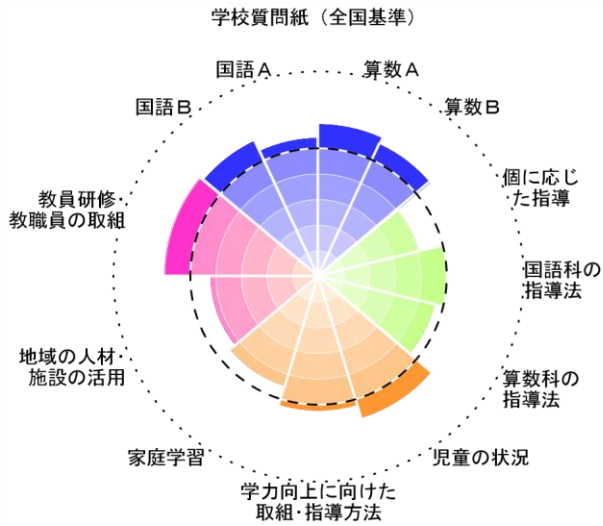 学校質問紙（全国基準）
国語A
算数A
国語B
算数B
個に応じ
た指導
教員研修・
教職員の取組
国語科の
指導法
地域の人材・
施設の活用
算数科の
指導法
家庭学習
児童の状況
学力向上に向けた
取組・指導方法